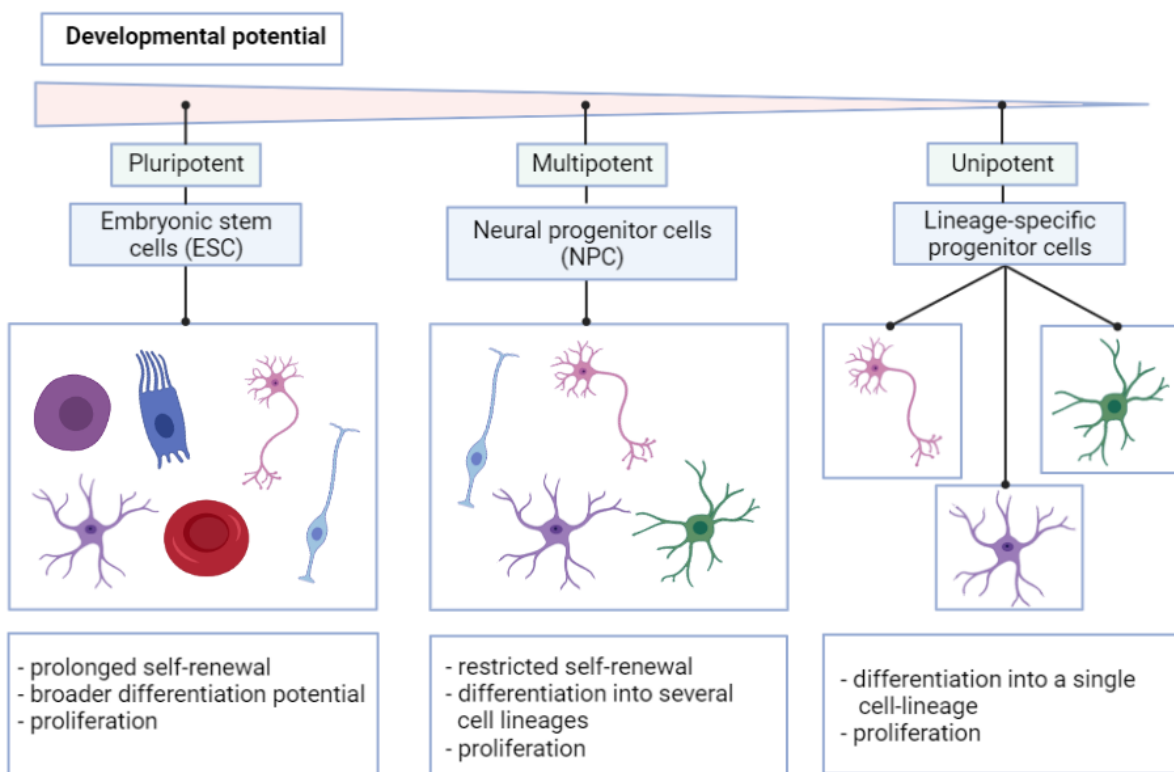 Developmental potential
Pluripotent
Multipotent
Unipotent
Embryonic stem
cells (ESC)
Neural progenitor cells
(NPC)
Lineage-specific
progenitor cells
- prolonged self-renewal
- broader differentiation potential
- proliferation
- restricted self-renewal
- differentiation into several
cell lineages
- proliferation
- differentiation into a single
cell-lineage
- proliferation